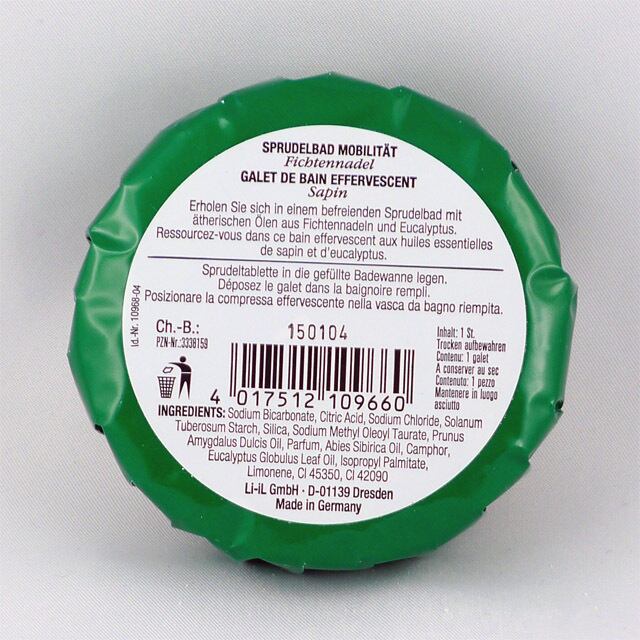 SPRUDELBAD MOBILITÄT
Fichtennadel
GALET DE BAIN EFFERVESCENT
Sapin
Erholen Sie sich in einem befreienden Sprudelbad mit
ätherischen Ölen aus Fichtennadeln und Eucalyptus.
Ressourcez-vous dans ce bain effervescent aux huiles essentielles
de sapin et d'eucalyptus.
Sprudeltablette in die gefüllte Badewanne legen.
Déposez le galet dans la baignoire rempli.
Posizionare la compressa effervescente nella vasca da bagno riempita.
Id.-Nr. 10968-04
Ch.-B.:
150104
PZN-Nr.:3338159
Inhalt: 1 St.
Trocken aufbewahren
Contenu: 1 galet
A conserver au sec
Contenuto: 1 pezzo
Mantenere in luogo
asciutto
4 017512 109660
INGREDIENTS: Sodium Bicarbonate, Citric Acid, Sodium Chloride, Solanum
Tuberosum Starch, Silica, Sodium Methyl Oleoyl Taurate, Prunus
Amygdalus Dulcis Oil, Parfum, Abies Sibirica Oil, Camphor,
Eucalyptus Globulus Leaf Oil, Isopropyl Palmitate,
Limonene, CI 45350, CI 42090
Li-iL GmbH · D-01139 Dresden
Made in Germany